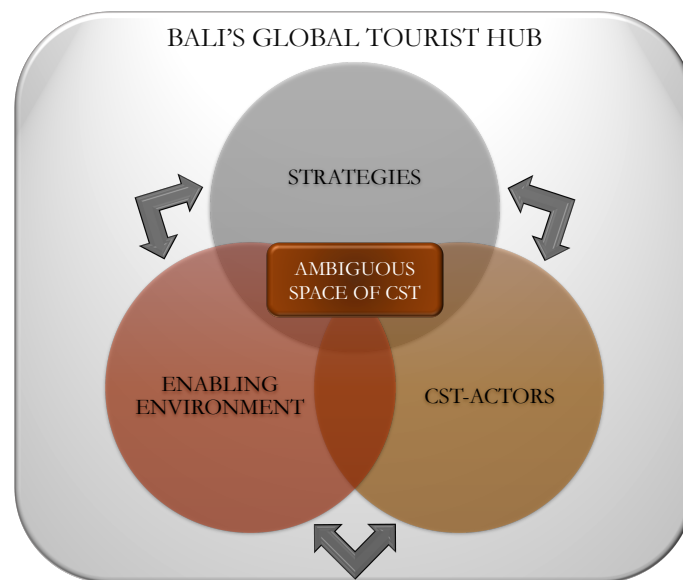 BALI'S GLOBAL TOURIST HUB
STRATEGIES
AMBIGUOUS
SPACE OF CST
ENABLING
ENVIRONMENT
CST-ACTORS